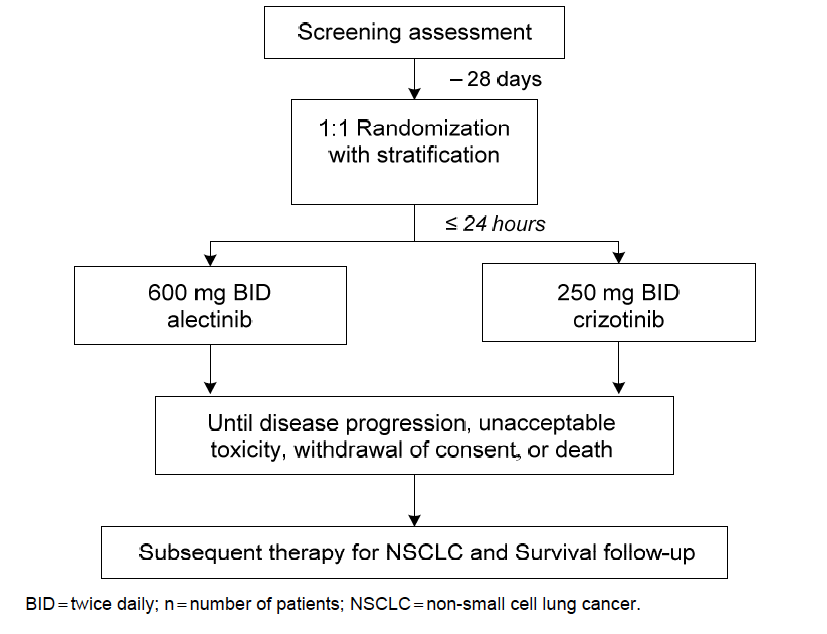 Screening assessment
– 28 days
1:1 Randomization
with stratification
≤ 24 hours
600 mg BID
alectinib
250 mg BID
crizotinib
Until disease progression, unacceptable
toxicity, withdrawal of consent, or death
Subsequent therapy for NSCLC and Survival follow-up
BID=twice daily; n=number of patients; NSCLC=non-small cell lung cancer.